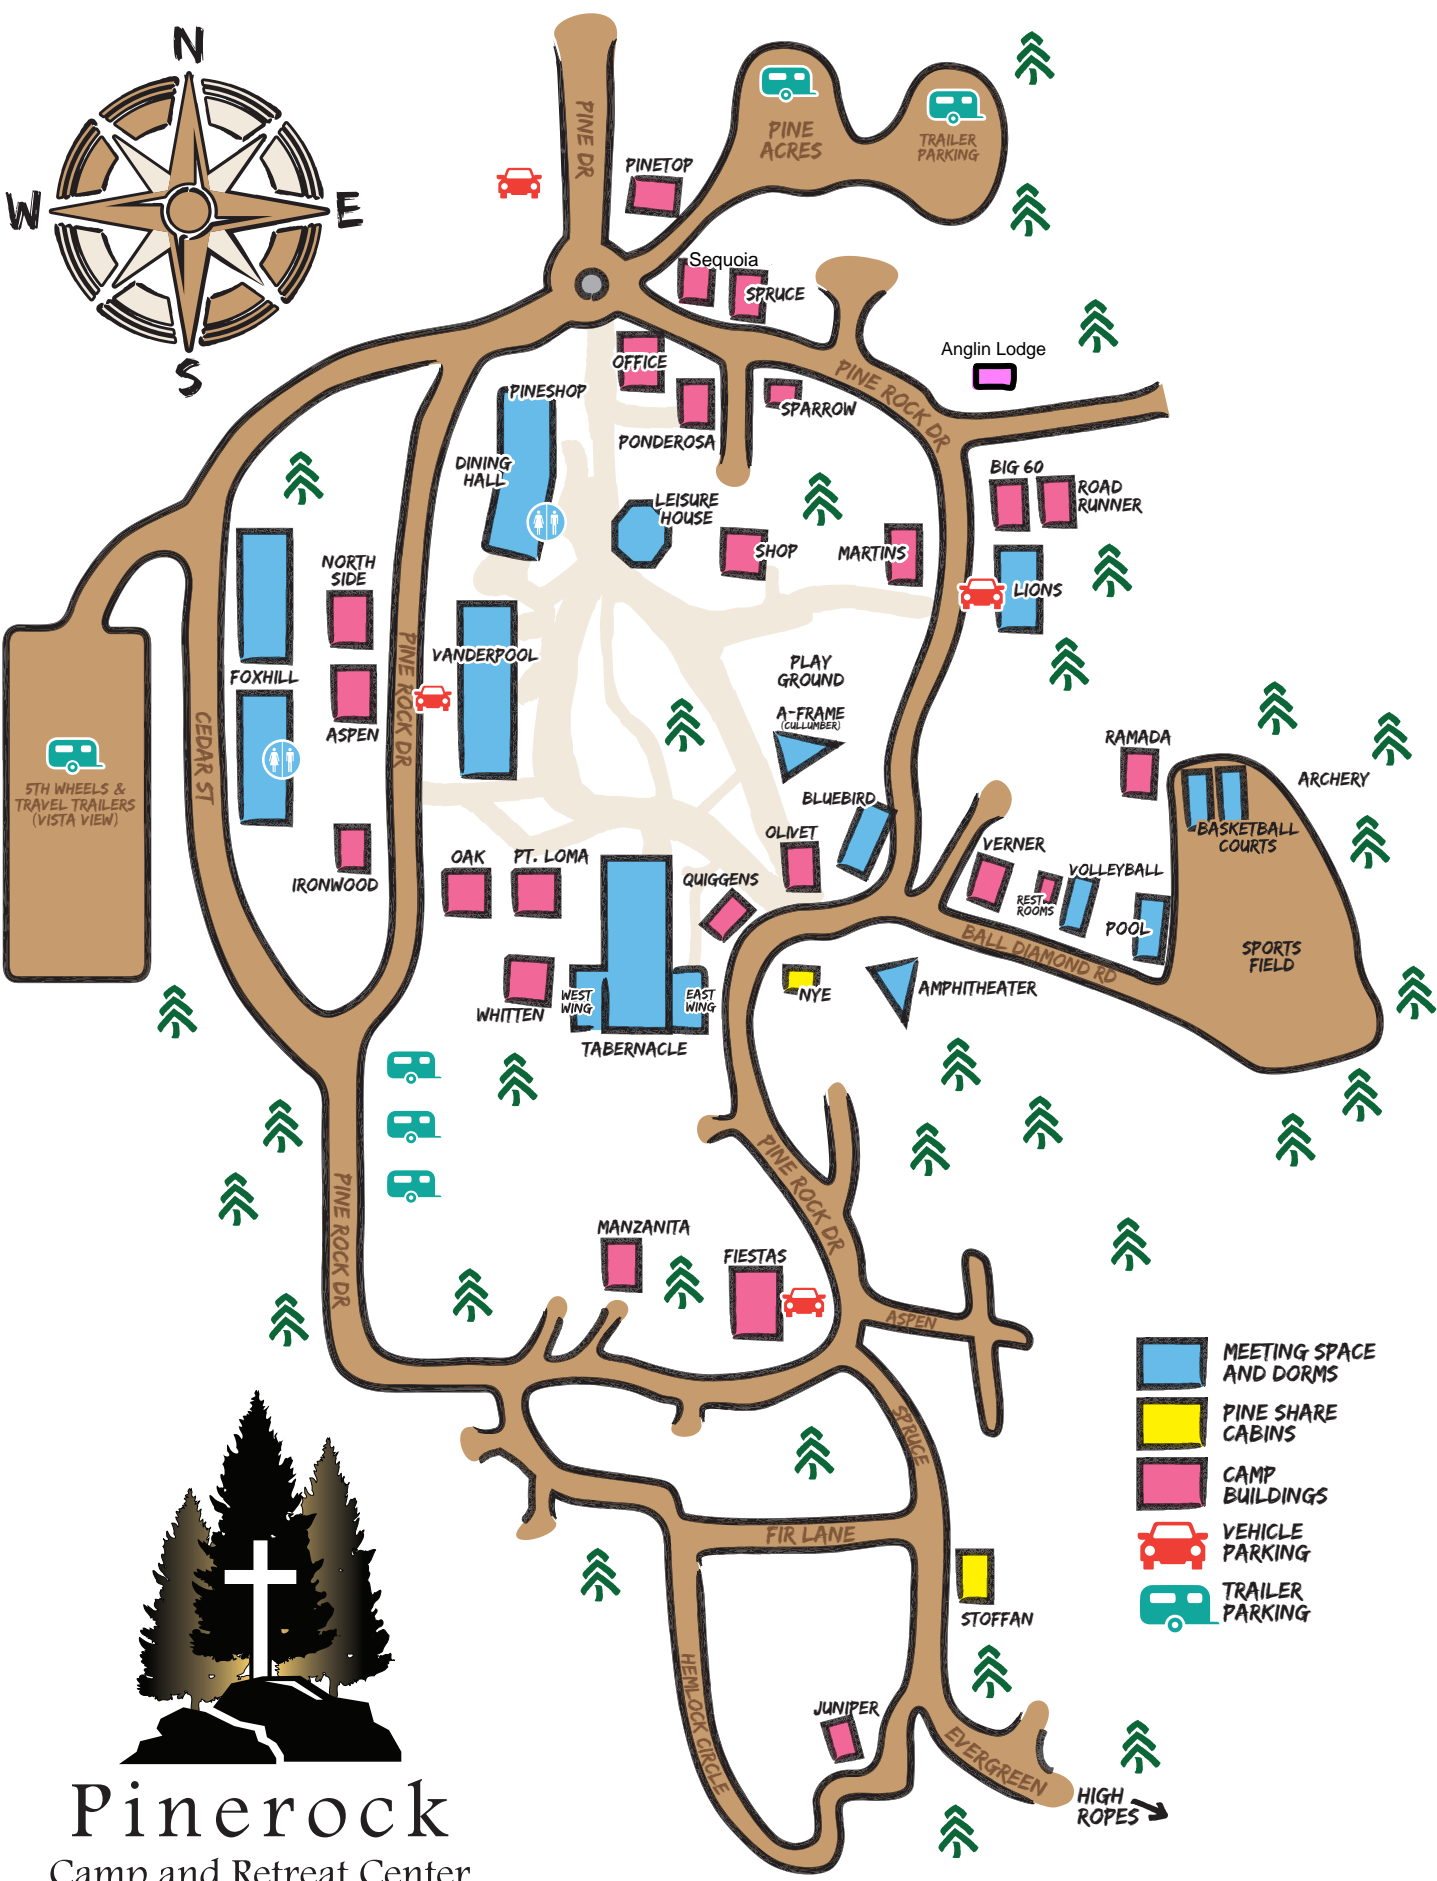 N
W
E
S
PINE DR
PINETOP
PINE
ACRES
TRAILER
PARKING
Sequoia
SPRUCE
OFFICE
PINE ROCK DR
Anglin Lodge
PINESHOP
PONDEROSA
SPARROW
DINING
HALL
LEISURE
HOUSE
SHOP
MARTINS
BIG 60
ROAD
RUNNER
LIONS
NORTH
SIDE
VANDERPOOL
FOXHILL
ASPEN
PINE ROCK DR
CEDAR ST
PLAY
GROUND
A-FRAME
(CULLUMBER)
RAMADA
ARCHERY
BASKETBALL
COURTS
5TH WHEELS &
TRAVEL TRAILERS
(VISTA VIEW)
BLUEBIRD
OLIVET
VERNER
VOLLEYBALL
REST
ROOMS
POOL
SPORTS
FIELD
IRONWOOD
OAK
PT. LOMA
QUIGGENS
BALL DIAMOND RD
WHITTEN
WEST
WING
EAST
WING
TABERNACLE
NYE
AMPHITHEATER
PINE ROCK DR
PINE ROCK DR
MANZANITA
FIESTAS
ASPEN
SPRUCE
FIR LANE
STOFFAN
HEMLOCK CIRCLE
JUNIPER
EVERGREEN
HIGH
ROPES
MEETING SPACE
AND DORMS
PINE SHARE
CABINS
CAMP
BUILDINGS
VEHICLE
PARKING
TRAILER
PARKING
Pinerock
Camp and Retreat Center